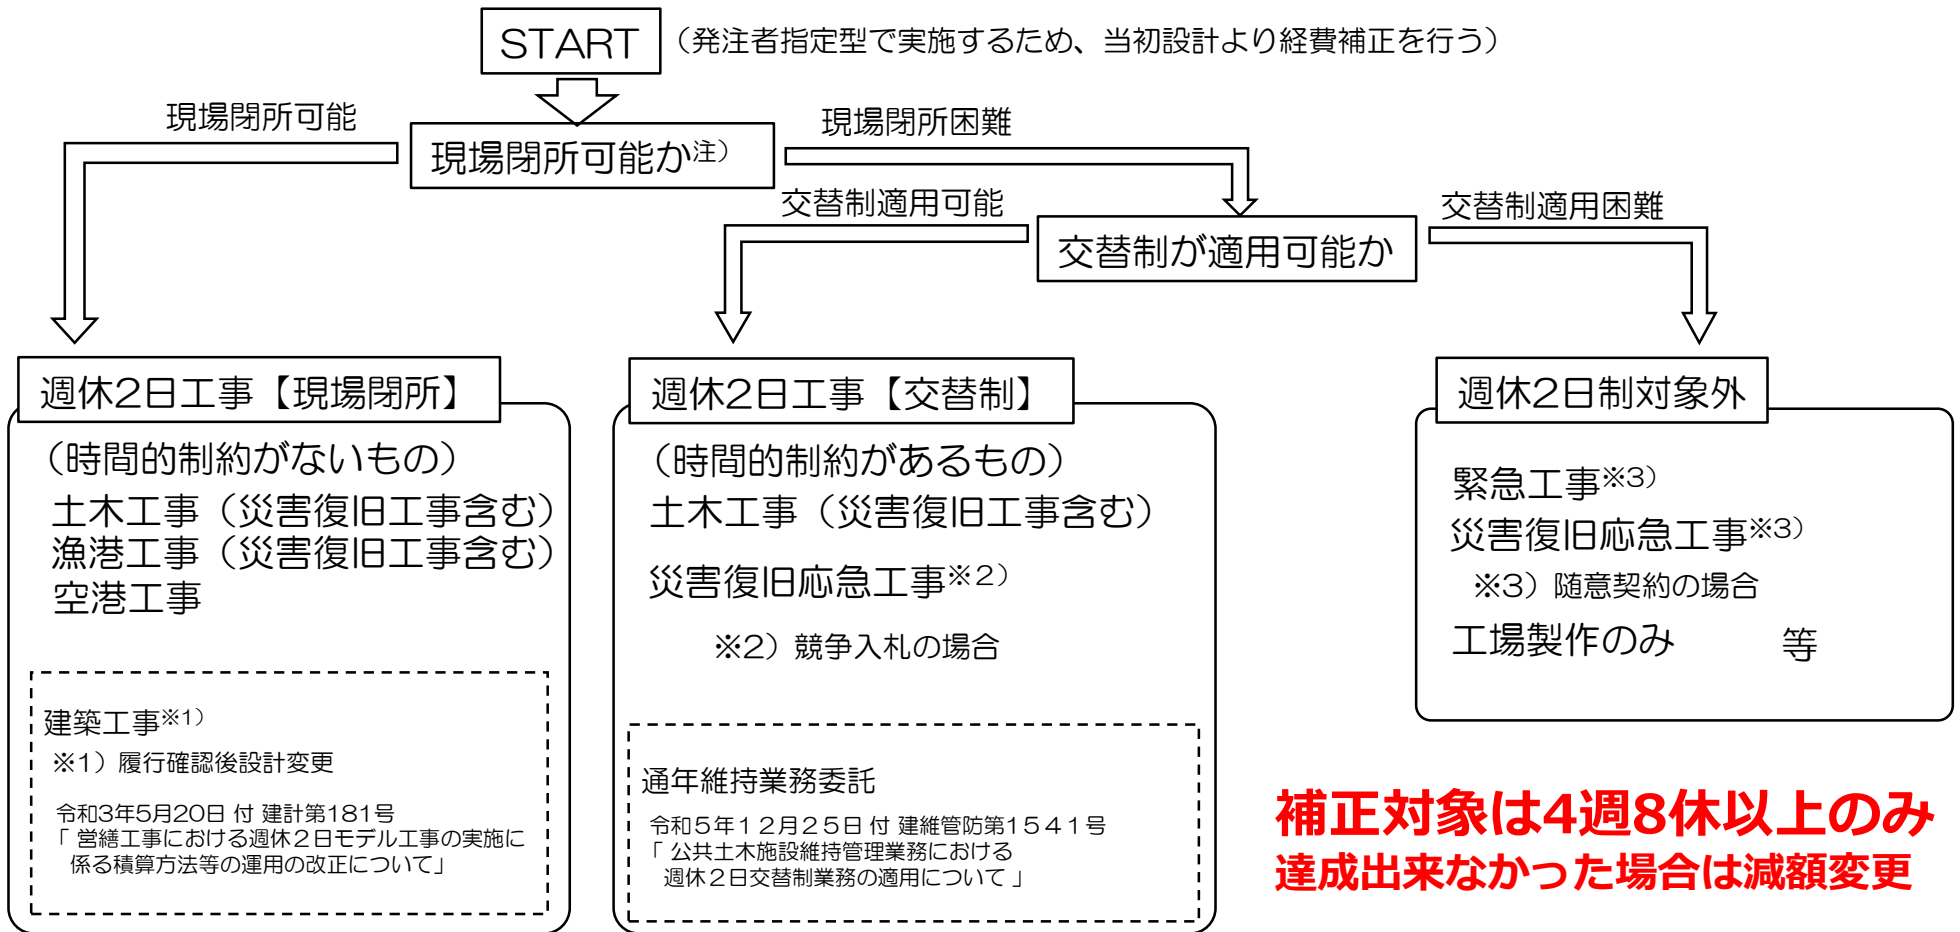 START
（発注者指定型で実施するため、当初設計より経費補正を行う）
現場閉所可能
現場閉所困難
現場閉所可能か注）
交替制適用可能
交替制適用困難
交替制が適用可能か
週休2日工事【現場閉所】
（時間的制約がないもの）
土木工事（災害復旧工事含む）
漁港工事（災害復旧工事含む）
空港工事
建築工事※1）
※1）履行確認後設計変更
令和3年5月20日 付 建計第181号
「 営繕工事における週休２日モデル工事の実施に
係る積算方法等の運用の改正について」
週休2日工事【交替制】
（時間的制約があるもの）
土木工事（災害復旧工事含む）
災害復旧応急工事※2）
※2）競争入札の場合
通年維持業務委託
令和５年１２月２５日 付 建維管防第１５４１号
「 公共土木施設維持管理業務における
週休２日交替制業務の適用について 」
週休2日制対象外
緊急工事※3）
災害復旧応急工事※3）
※3）随意契約の場合
工場製作のみ　　等
補正対象は4週8休以上のみ
達成出来なかった場合は減額変更